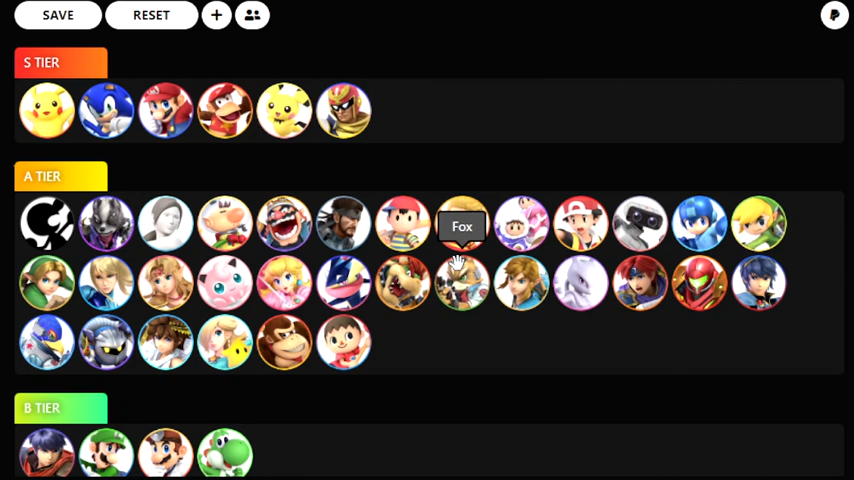 SAVE RESET +
S TIER
A TIER
Fox
B TIER